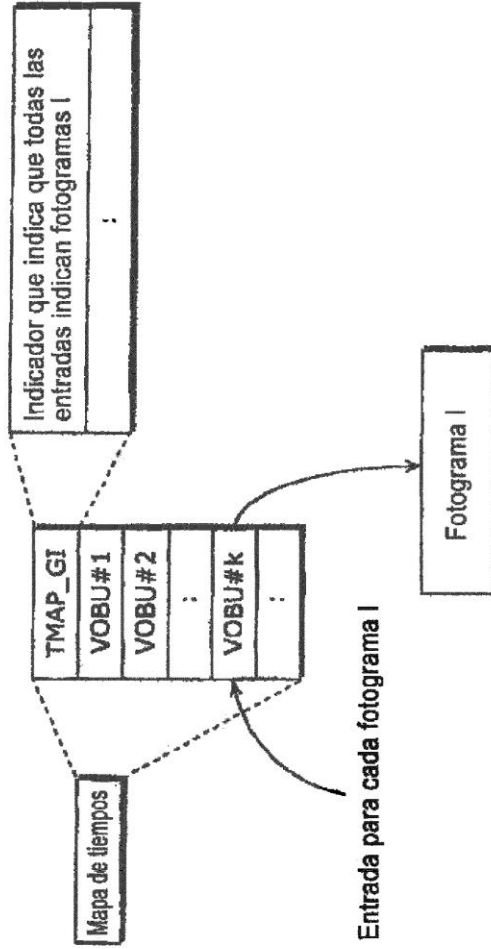 Mapa de tiempos
TMAP_GI
VOBU#1
VOBU#2
:
VOBU#k
:
Indicador que indica que todas las
entradas indican fotogramas I
:
Entrada para cada fotograma I
Fotograma I